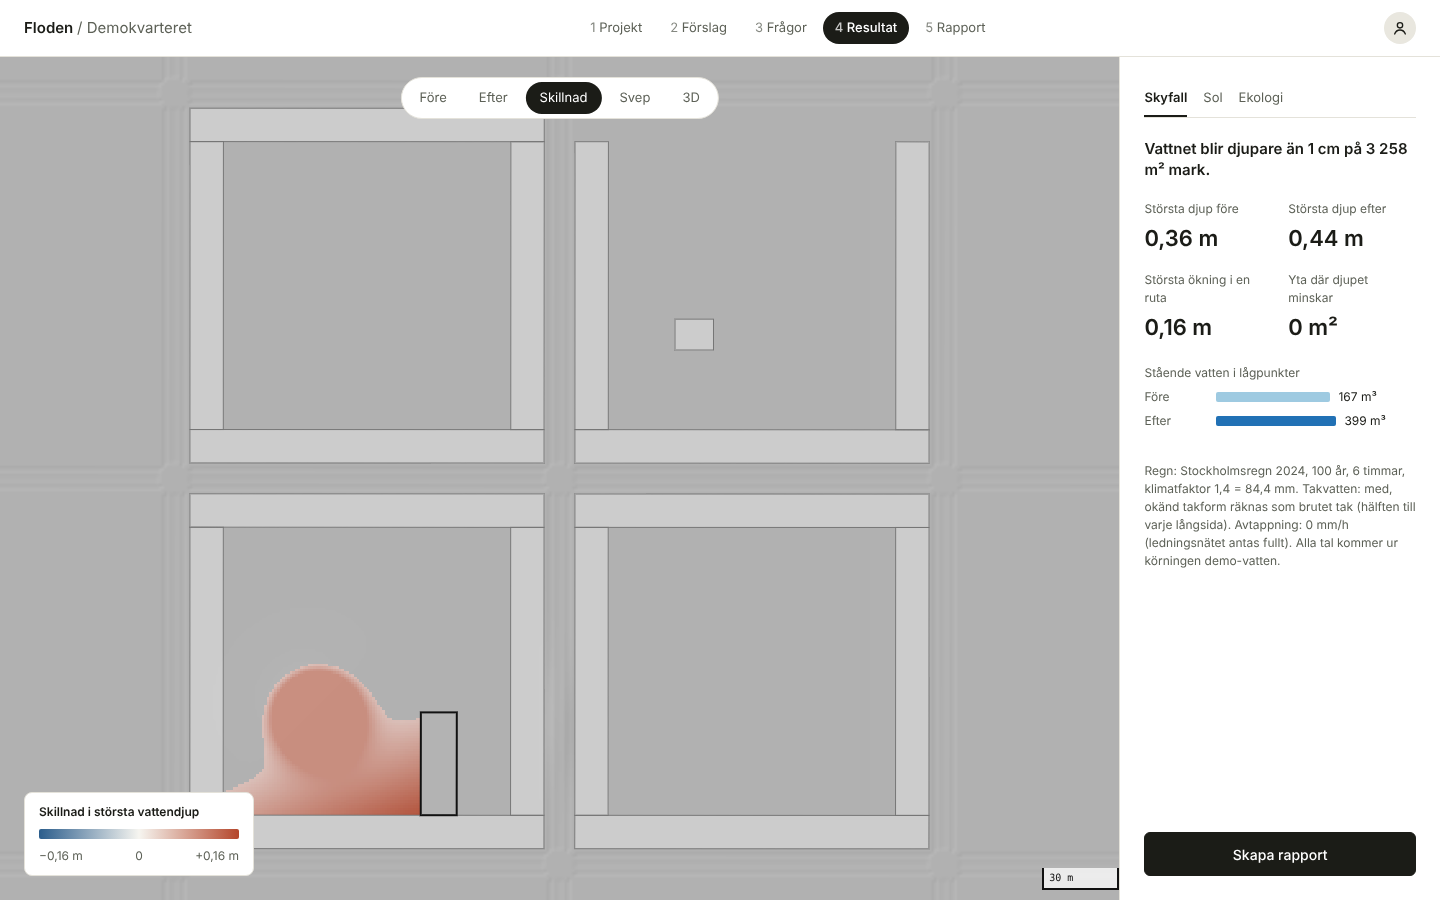 Floden / Demokvarteret
1 Projekt
2 Förslag
3 Frågor
4 Resultat
5 Rapport
Före
Efter
Skillnad
Svep
3D
Skyfall
Sol
Ekologi
Vattnet blir djupare än 1 cm på 3 258
m² mark.
Största djup före
Största djup efter
0,36 m
0,44 m
Största ökning i en
ruta
Yta där djupet
minskar
0,16 m
0 m²
Stående vatten i lågpunkter
Före
167 m³
Efter
399 m³
Regn: Stockholmsregn 2024, 100 år, 6 timmar,
klimatfaktor 1,4 = 84,4 mm. Takvatten: med,
okänd takform räknas som brutet tak (hälften till
varje långsida). Avtappning: 0 mm/h
(ledningsnätet antas fullt). Alla tal kommer ur
körningen demo-vatten.
Skillnad i största vattendjup
−0,16 m
0
+0,16 m
30 m
Skapa rapport